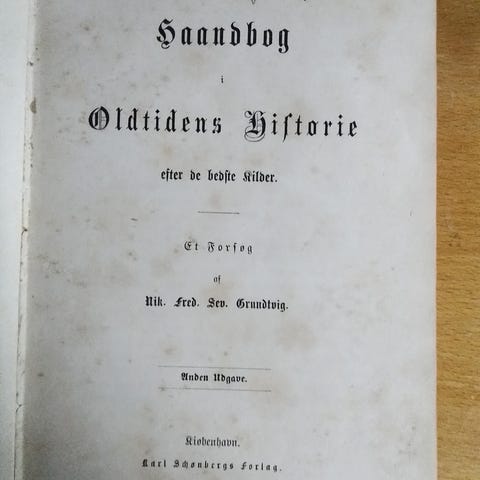 Haandbog
i
Oldtidens Historie
efter de bedste Kilder.
Et Forsøg
af
Nik. Fred. Sev. Grundtvig.
Anden Udgave.
Kiøbenhavn.
Karl Schønbergs Forlag.